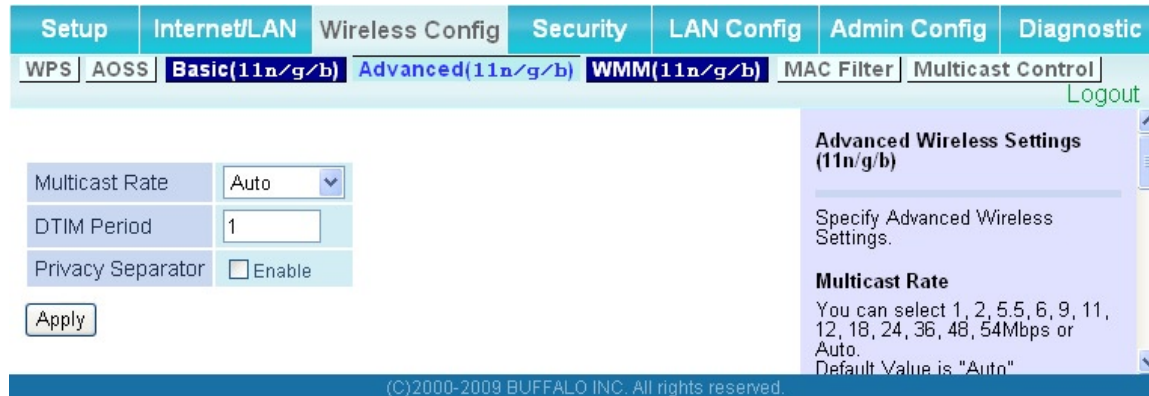 Setup Internet/LAN Wireless Config Security LAN Config Admin Config Diagnostic
WPS AOSS Basic(11n/g/b) Advanced(11n/g/b) WMM(11n/g/b) MAC Filter Multicast Control
Logout
Multicast Rate Auto
DTIM Period 1
Privacy Separator Enable
Apply
Advanced Wireless Settings
(11n/g/b)
Specify Advanced Wireless
Settings.
Multicast Rate
You can select 1, 2, 5.5, 6, 9, 11,
12, 18, 24, 36, 48, 54Mbps or
Auto.
Default Value is "Auto"
(C)2000-2009 BUFFALO INC. All rights reserved.